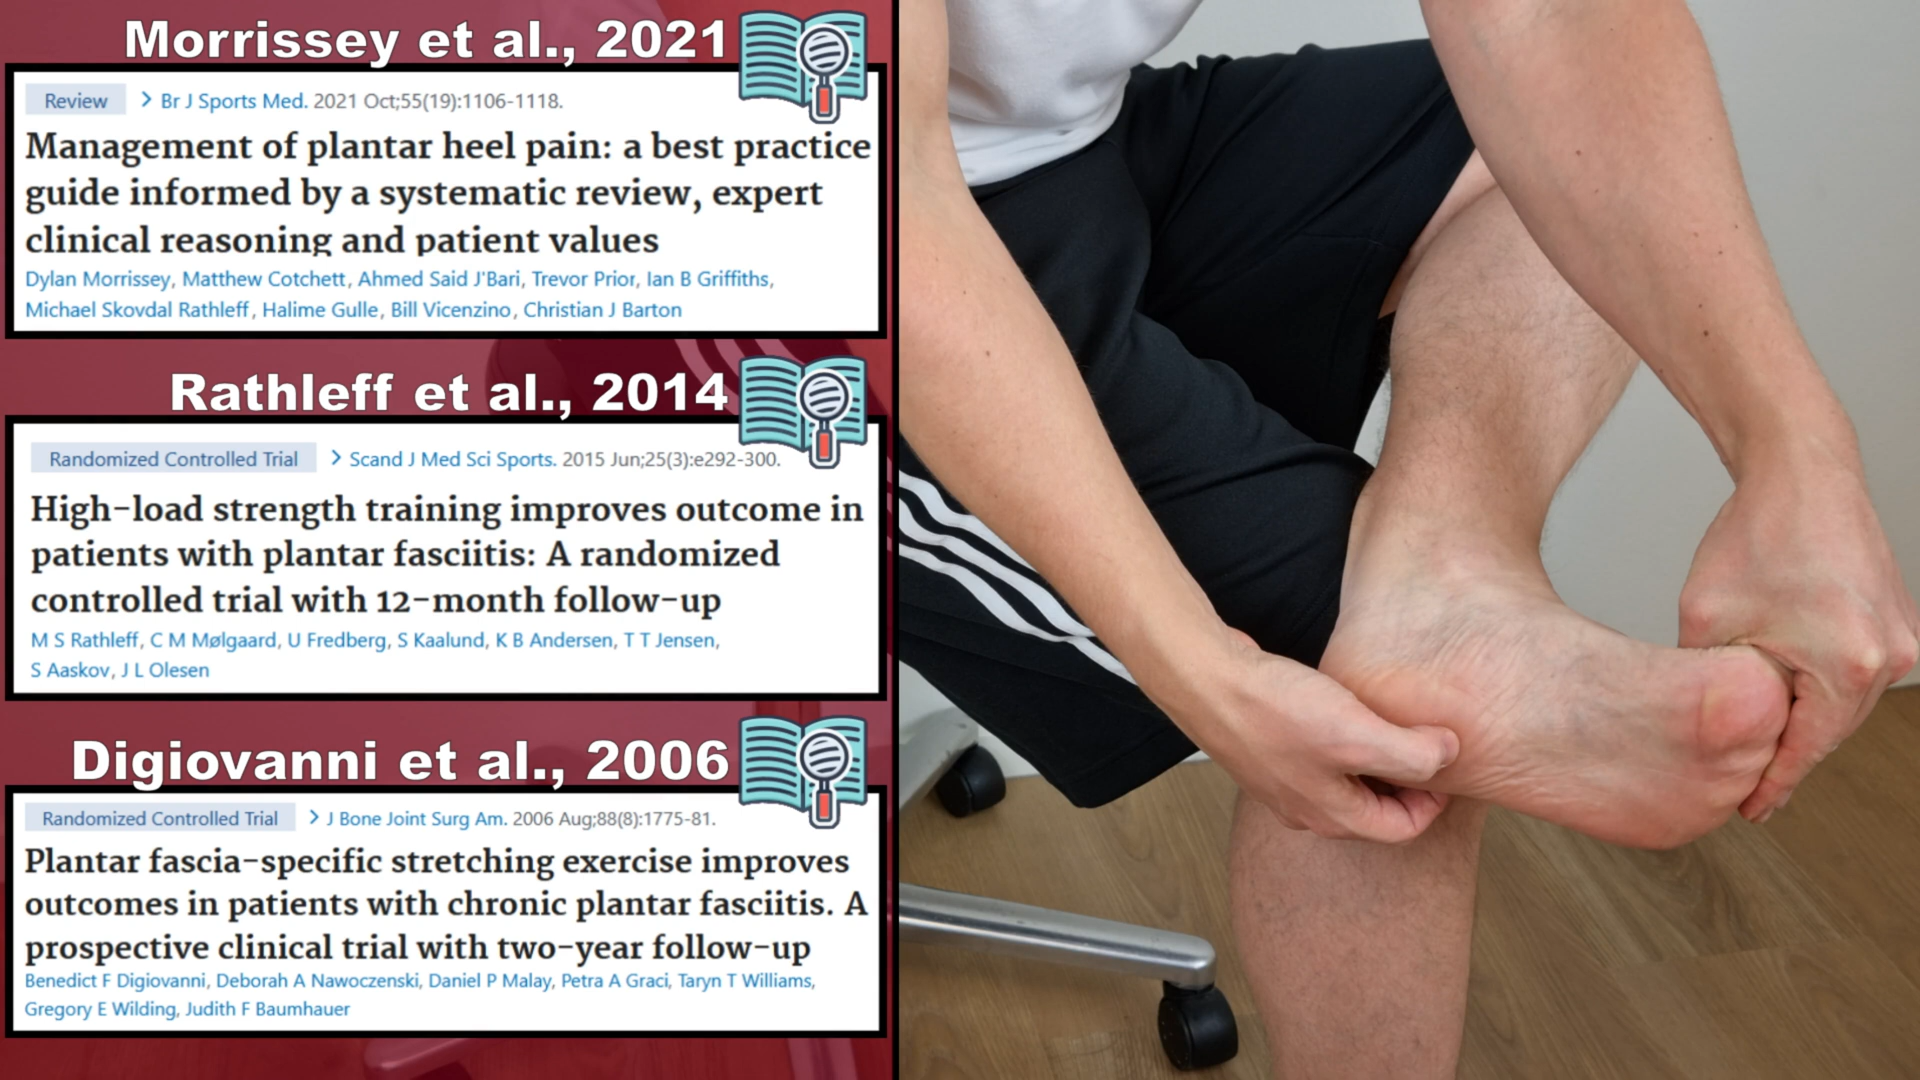 Morrissey et al., 2021
Review > Br J Sports Med. 2021 Oct;55(19):1106-1118.
Management of plantar heel pain: a best practice
guide informed by a systematic review, expert
clinical reasoning and patient values
Dylan Morrissey, Matthew Cotchett, Ahmed Said J'Bari, Trevor Prior, Ian B Griffiths,
Michael Skovdal Rathleff, Halime Gulle, Bill Vicenzino, Christian J Barton
Rathleff et al., 2014
Randomized Controlled Trial > Scand J Med Sci Sports. 2015 Jun;25(3):e292-300.
High-load strength training improves outcome in
patients with plantar fasciitis: A randomized
controlled trial with 12-month follow-up
M S Rathleff, C M Mølgaard, U Fredberg, S Kaalund, K B Andersen, T T Jensen,
S Aaskov, J L Olesen
Digiovanni et al., 2006
Randomized Controlled Trial > J Bone Joint Surg Am. 2006 Aug;88(8):1775-81.
Plantar fascia-specific stretching exercise improves
outcomes in patients with chronic plantar fasciitis. A
prospective clinical trial with two-year follow-up
Benedict F Digiovanni, Deborah A Nawoczenski, Daniel P Malay, Petra A Graci, Taryn T Williams,
Gregory E Wilding, Judith F Baumhauer